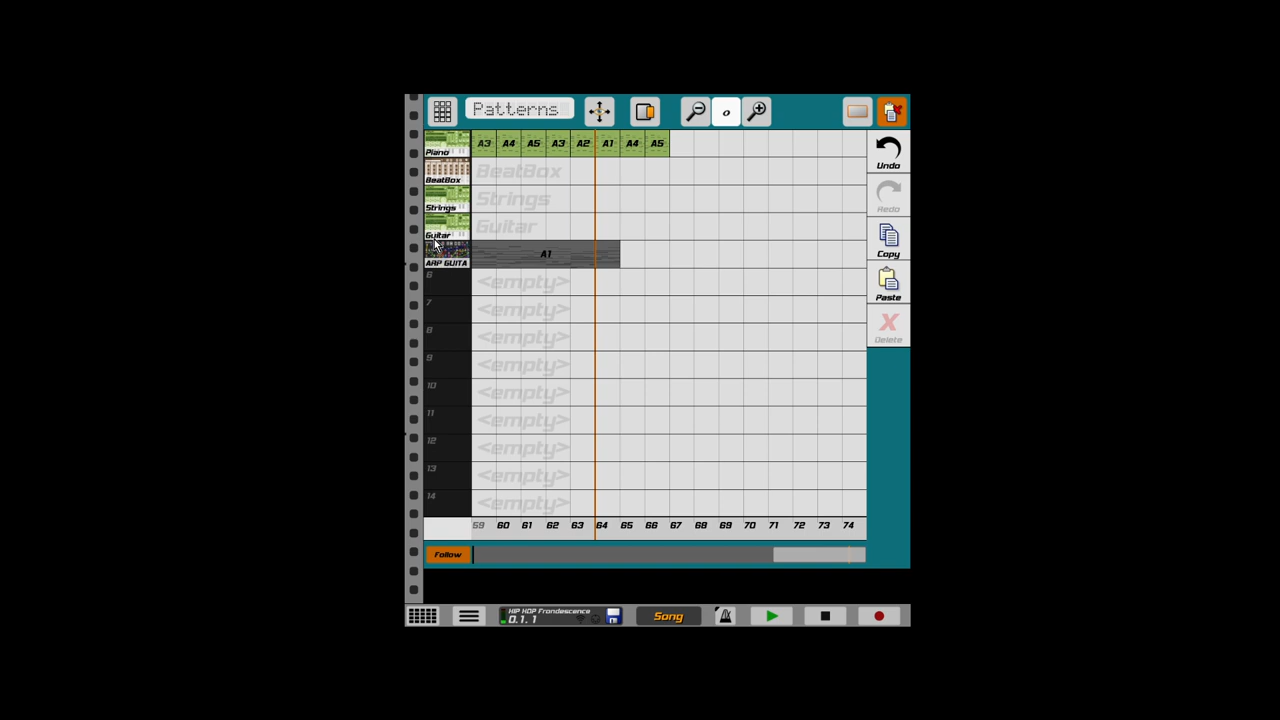 Patterns
o
Piano A3 A4 A5 A3 A2 A1 A4 A5
Undo
BeatBox BeatBox
Strings Strings
Redo
Guitar Guitar
ARP GUITA A1
Copy
6 <empty>
7 <empty>
Paste
8 <empty>
Delete
9 <empty>
10 <empty>
11 <empty>
12 <empty>
13 <empty>
14 <empty>
59 60 61 62 63 64 65 66 67 68 69 70 71 72 73 74
Follow
HIP HOP Frondescence
0. 1. 1
Song